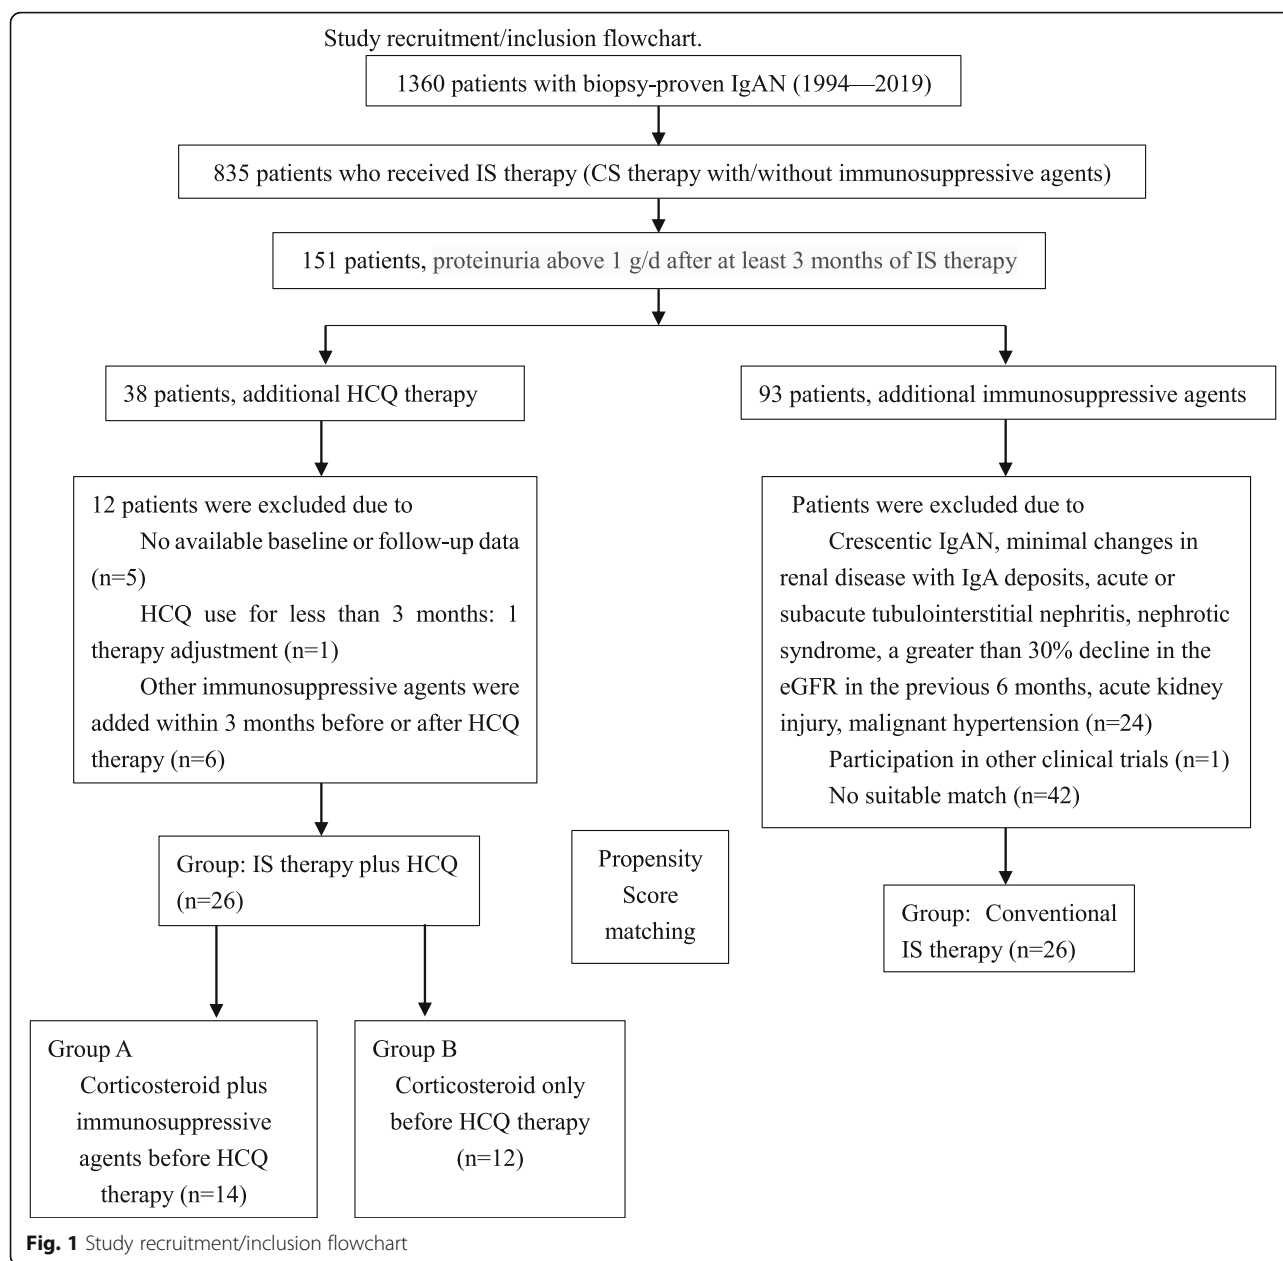 Study recruitment/inclusion flowchart.
1360 patients with biopsy-proven IgAN (1994—2019)
835 patients who received IS therapy (CS therapy with/without immunosuppressive agents)
151 patients, proteinuria above 1 g/d after at least 3 months of IS therapy
38 patients, additional HCQ therapy
93 patients, additional immunosuppressive agents
12 patients were excluded due to
No available baseline or follow-up data
(n=5)
HCQ use for less than 3 months: 1
therapy adjustment (n=1)
Other immunosuppressive agents were
added within 3 months before or after HCQ
therapy (n=6)
Patients were excluded due to
Crescentic IgAN, minimal changes in
renal disease with IgA deposits, acute or
subacute tubulointerstitial nephritis, nephrotic
syndrome, a greater than 30% decline in the
eGFR in the previous 6 months, acute kidney
injury, malignant hypertension (n=24)
Participation in other clinical trials (n=1)
No suitable match (n=42)
Group: IS therapy plus HCQ
(n=26)
Propensity
Score
matching
Group: Conventional
IS therapy (n=26)
Group A
Corticosteroid plus
immunosuppressive
agents before HCQ
therapy (n=14)
Group B
Corticosteroid only
before HCQ therapy
(n=12)
Fig. 1 Study recruitment/inclusion flowchart